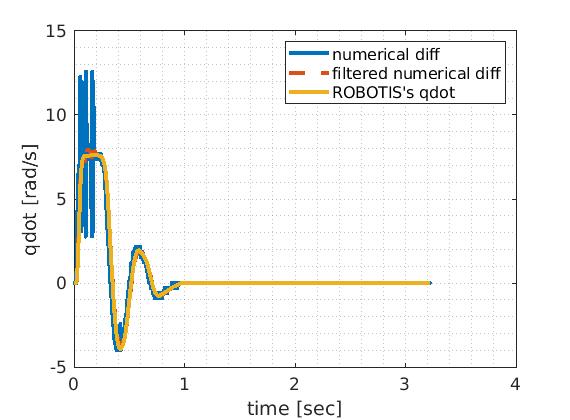 numerical diff
filtered numerical diff
ROBOTIS's qdot
15
10
5
0
-5
qdot [rad/s]
0 1 2 3 4
time [sec]